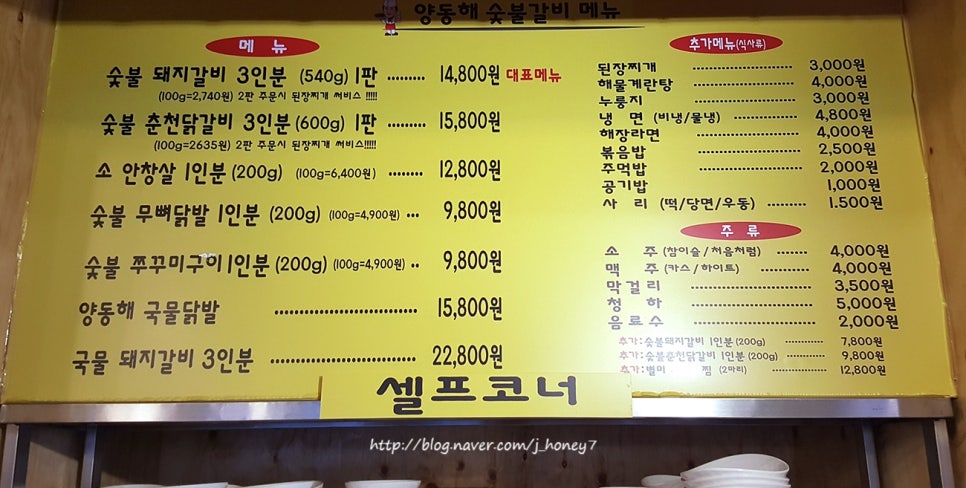 양동해 숯불갈비 메뉴
메 뉴
숯불 돼지갈비 3인분 (540g) 1판 ········· 14,800원 대표메뉴
(100g=2,740원) 2판 주문시 된장찌개 써비스 !!!!!
숯불 춘천닭갈비 3인분(600g) 1판 ········ 15,800원
(100g=2635원) 2판 주문시 된장찌개 써비스!!!!!
소 안창살 1인분 (200g) (100g=6,400원) ········ 12,800원
숯불 무뼈닭발 1인분 (200g) (100g=4,900원) ··· 9,800원
숯불 쭈꾸미구이1인분 (200g) (100g=4,900원) ·· 9,800원
양동해 국물닭발 ································ 15,800원
국물 돼지갈비 3인분 ································ 22,800원
추가메뉴(식사류)
된장찌개 ················ 3,000원
해물계란탕 ················ 4,000원
누룽지 ················ 3,000원
냉 면 (비냉/물냉) ··········· 4,800원
해장라면 ················ 4,000원
볶음밥 ················ 2,500원
주먹밥 ················ 2,000원
공기밥 1,000원
사 리 (떡/당면/우동) ········ 1.500원
주 류
소 주 (참이슬/처음처럼) ······· 4,000원
맥 주 (카스/하이트) ·········· 4,000원
막걸리 ················ 3,500원
청 하 ················ 5,000원
음료수 ················ 2,000원
추가:숯불돼지갈비 1인분(200g) ·········· 7,800원
추가:숯불춘천닭갈비 1인분(200g) ·········· 9,800원
추가:별미 찜 (2마리) ·········· 12,800원
셀프코너
http://blog.naver.com/j_honey7